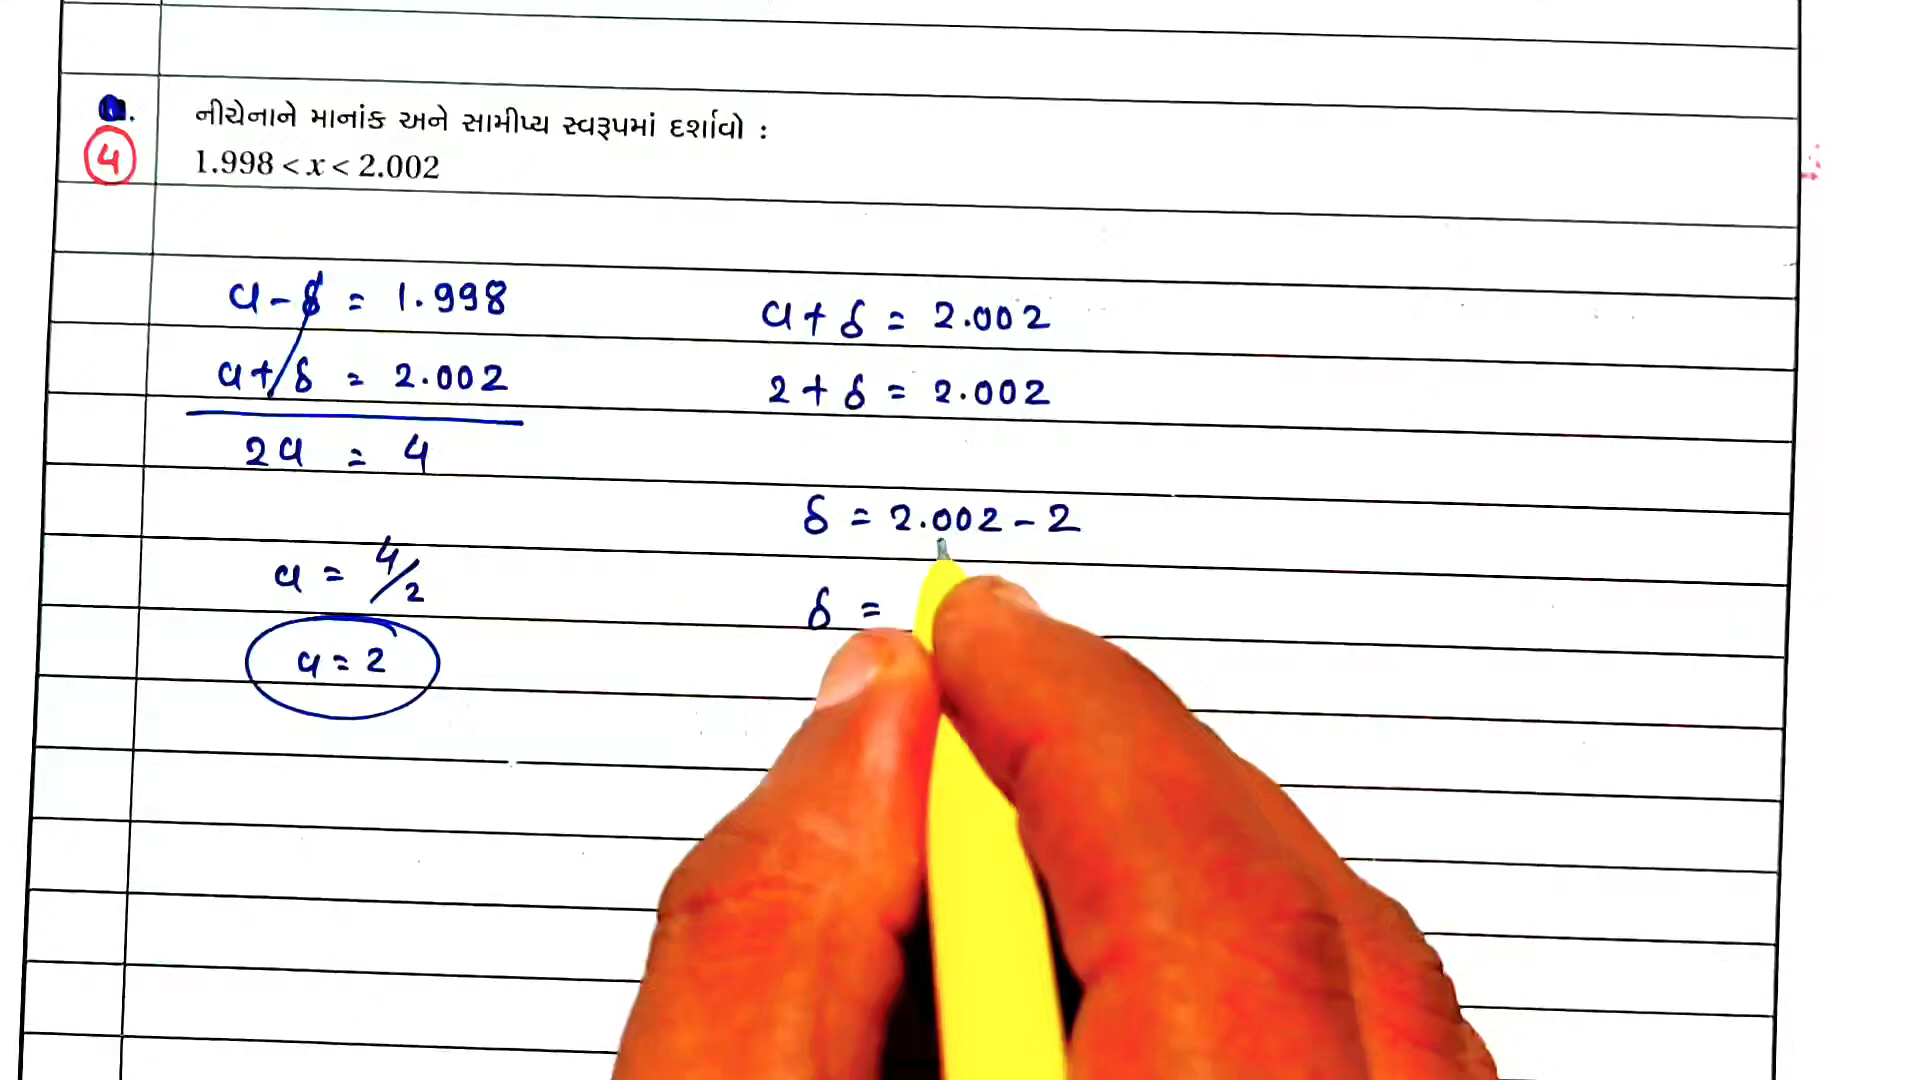 નીચેનાને માનાંક અને સામીપ્ય સ્વરૂપમાં દર્શાવો :
4
1.998 < x < 2.002
a - δ = 1.998
a + δ = 2.002
2a = 4
a = 4/2
a = 2
a + δ = 2.002
2 + δ = 2.002
δ = 2.002 - 2
δ =